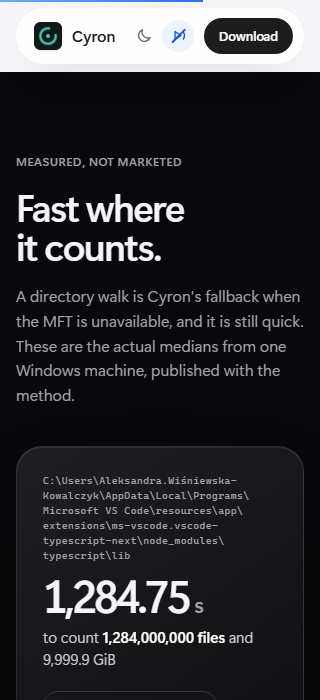 Cyron
Download
MEASURED, NOT MARKETED
Fast where
it counts.
A directory walk is Cyron's fallback when
the MFT is unavailable, and it is still quick.
These are the actual medians from one
Windows machine, published with the
method.
C:\Users\Aleksandra.Wiśniewska-
Kowalczyk\AppData\Local\Programs\
Microsoft VS Code\resources\app\
extensions\ms-vscode.vscode-
typescript-next\node_modules\
typescript\lib
1,284.75 s
to count 1,284,000,000 files and
9,999.9 GiB